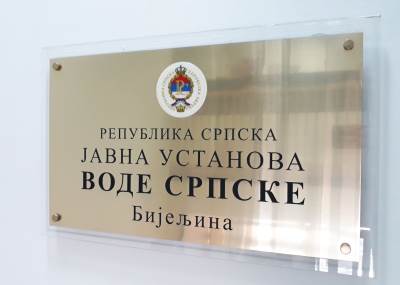 РЕПУБЛИКА СРПСКА
ЈАВНА УСТАНОВА
ВОДЕ СРПСКЕ
Бијељина